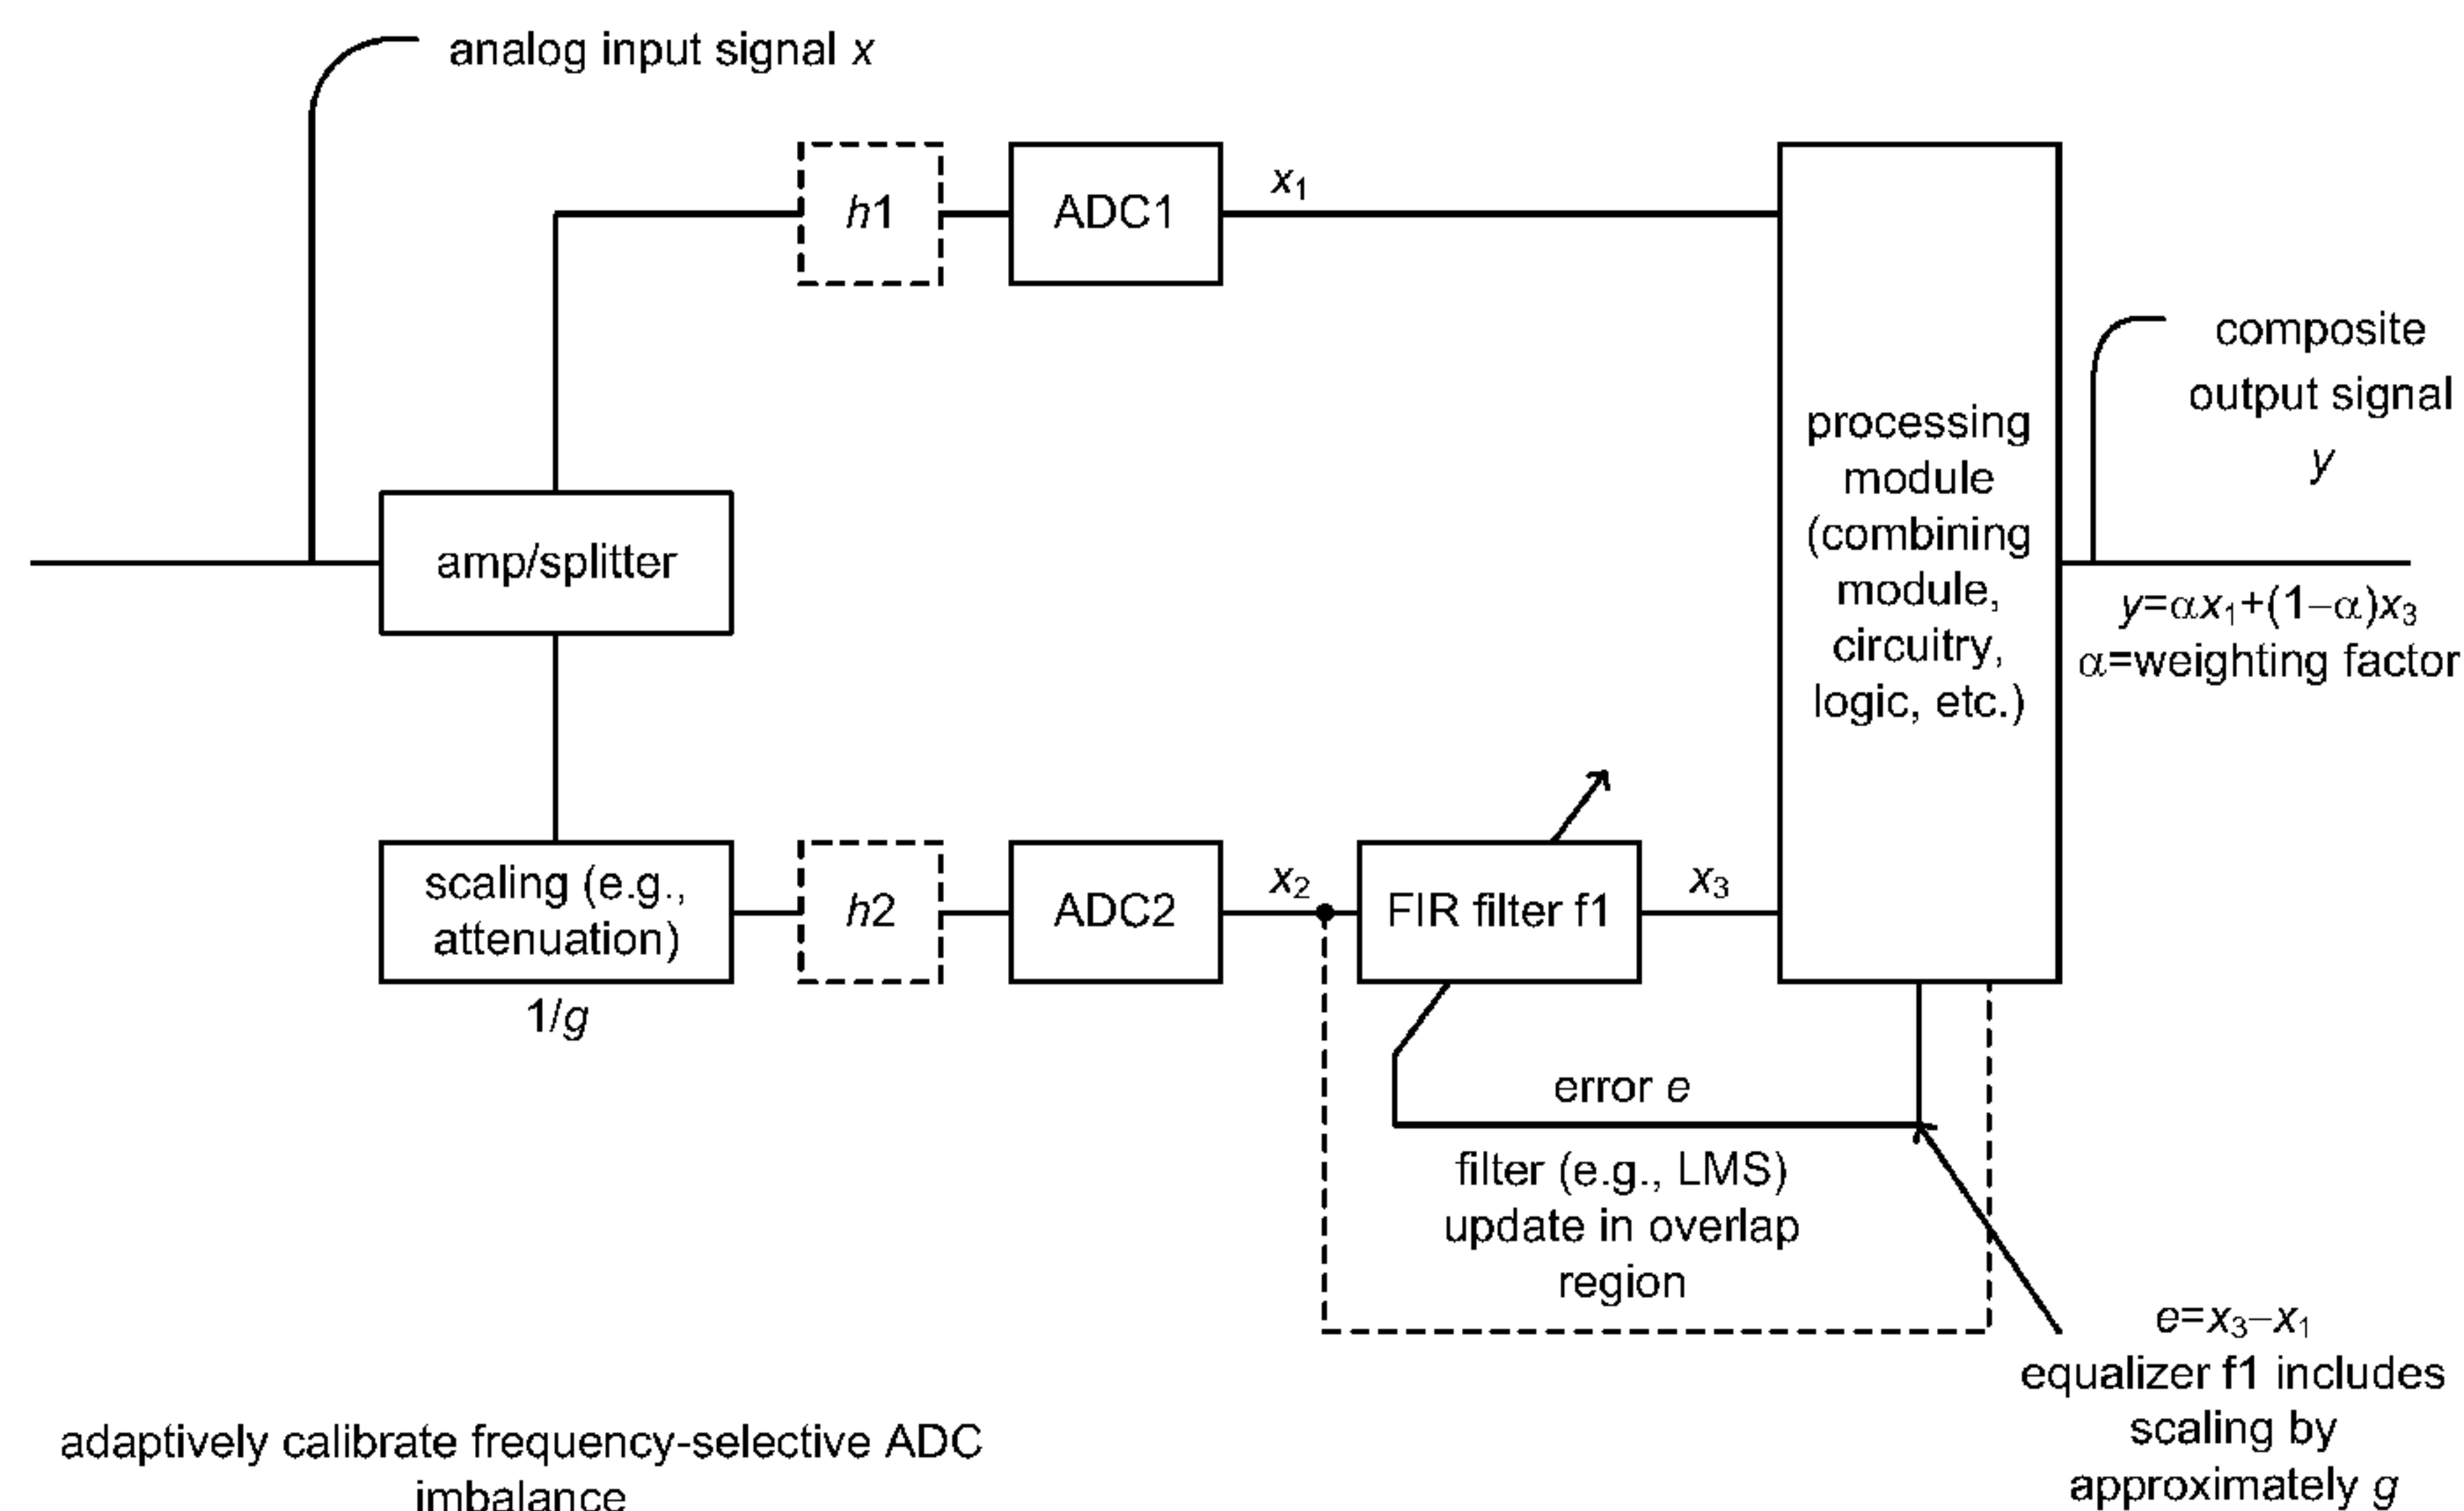 analog input signal x
h1
ADC1
x₁
amp/splitter
processing
module
(combining
module,
circuitry,
logic, etc.)
composite
output signal
y
y=αx₁+(1–α)x₃
α=weighting factor
scaling (e.g.,
attenuation)
1/g
h2
ADC2
x₂
FIR filter f1
x₃
error e
filter (e.g., LMS)
update in overlap
region
e=x₃–x₁
equalizer f1 includes
scaling by
approximately g
adaptively calibrate frequency-selective ADC
imbalance